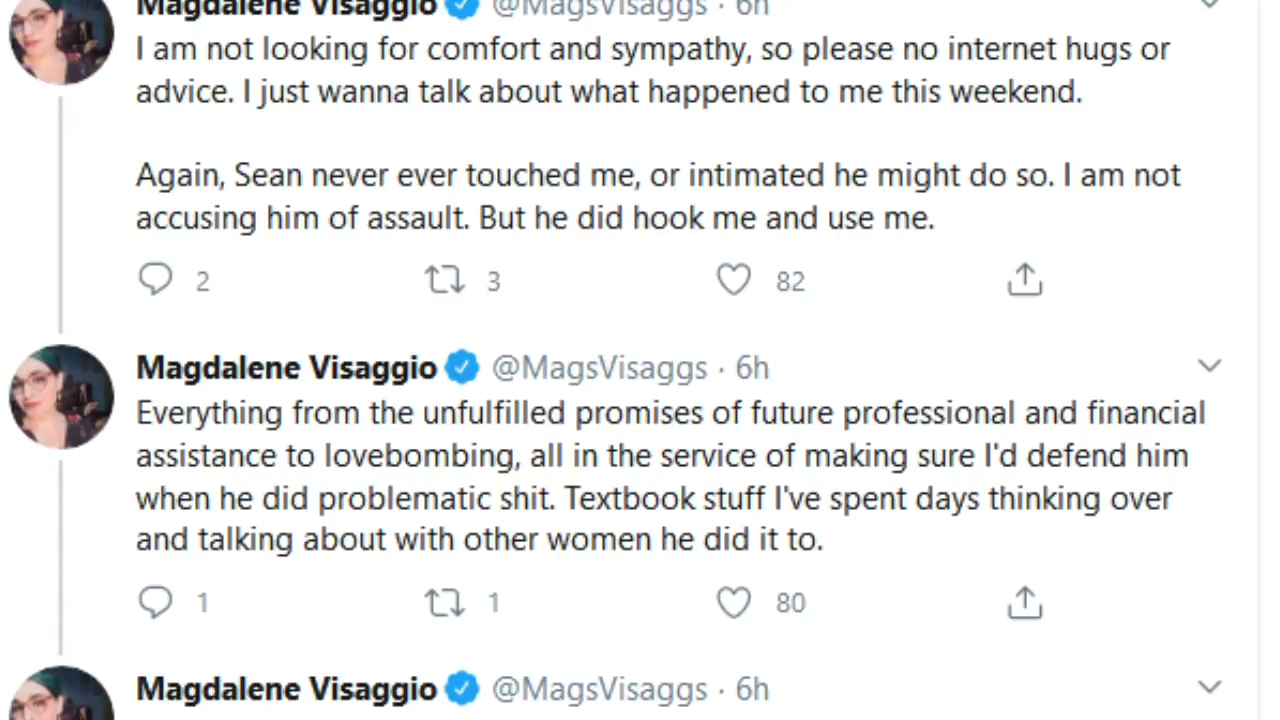 Magdalene Visaggio @MagsVisaggs · 6h
I am not looking for comfort and sympathy, so please no internet hugs or
advice. I just wanna talk about what happened to me this weekend.
Again, Sean never ever touched me, or intimated he might do so. I am not
accusing him of assault. But he did hook me and use me.
2 3 82
Magdalene Visaggio @MagsVisaggs · 6h
Everything from the unfulfilled promises of future professional and financial
assistance to lovebombing, all in the service of making sure I'd defend him
when he did problematic shit. Textbook stuff I've spent days thinking over
and talking about with other women he did it to.
1 1 80
Magdalene Visaggio @MagsVisaggs · 6h